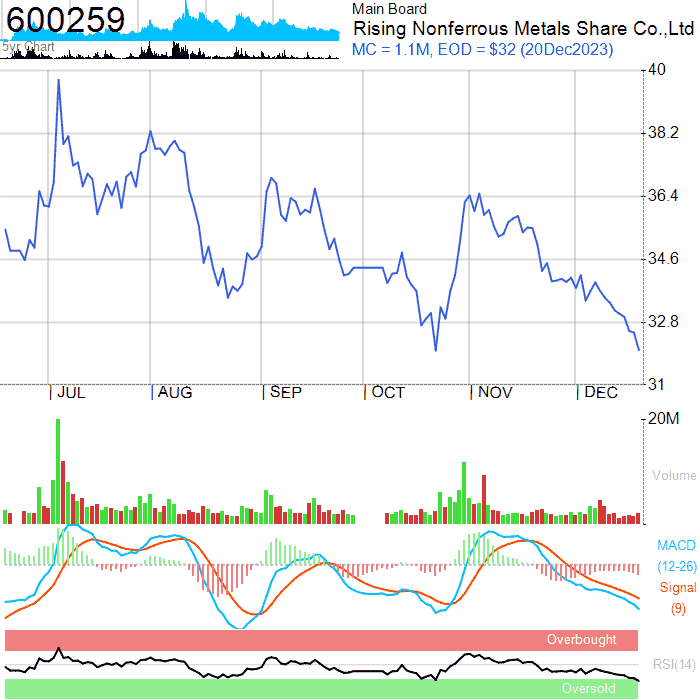 600259
5yr Chart
Main Board
Rising Nonferrous Metals Share Co.,Ltd
MC = 1.1M, EOD = $32 (20Dec2023)
40
38.2
36.4
34.6
32.8
31
JUL AUG SEP OCT NOV DEC
20M
Volume
MACD
(12-26)
Signal
(9)
Overbought
RSI(14)
Oversold